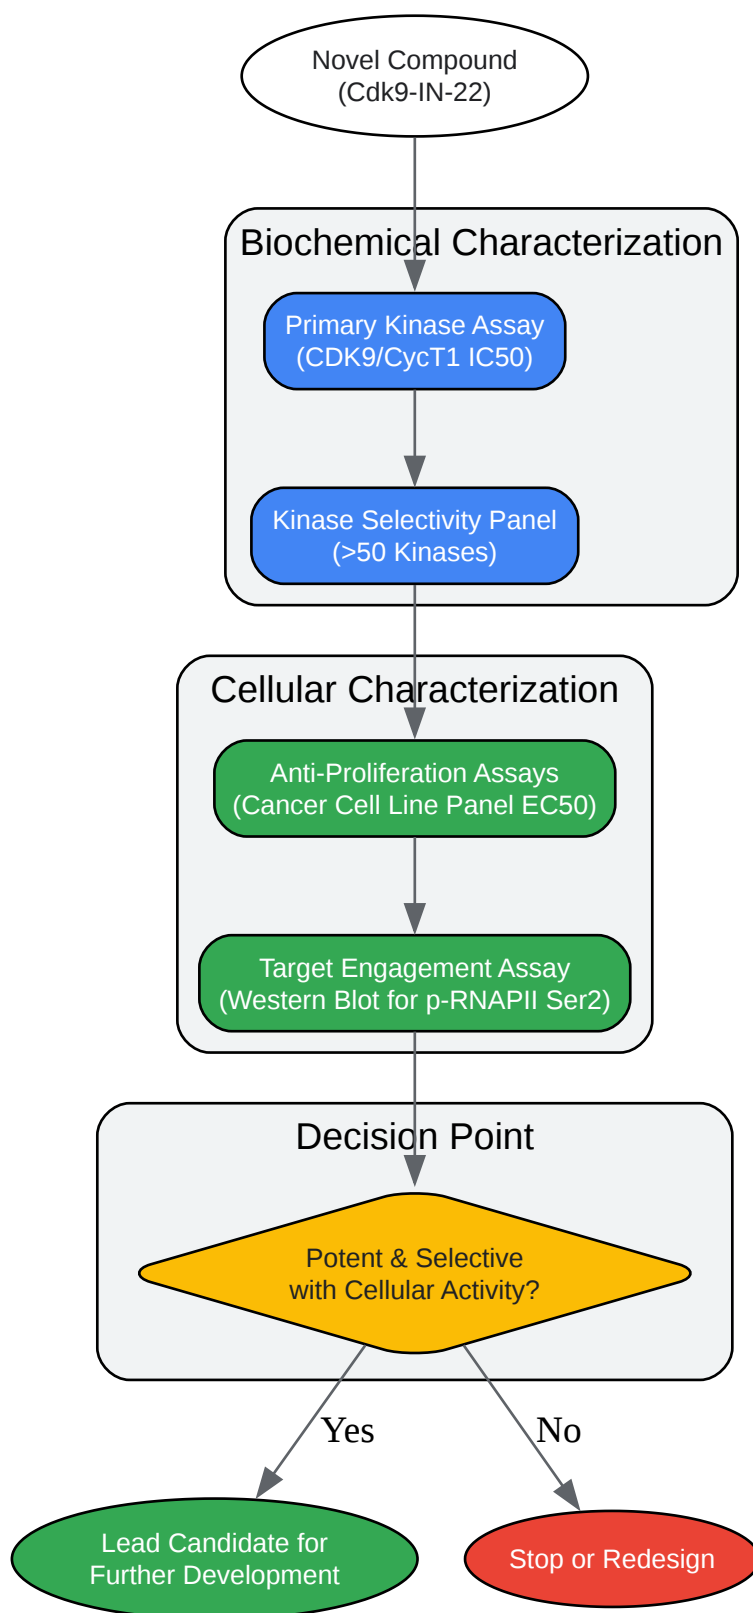 Novel Compound
(Cdk9-IN-22)
Biochemical Characterization
Primary Kinase Assay
(CDK9/CycT1 IC50)
Kinase Selectivity Panel
(>50 Kinases)
Cellular Characterization
Anti-Proliferation Assays
(Cancer Cell Line Panel EC50)
Target Engagement Assay
(Western Blot for p-RNAPII Ser2)
Decision Point
Potent & Selective
with Cellular Activity?
Yes
No
Lead Candidate for
Further Development
Stop or Redesign